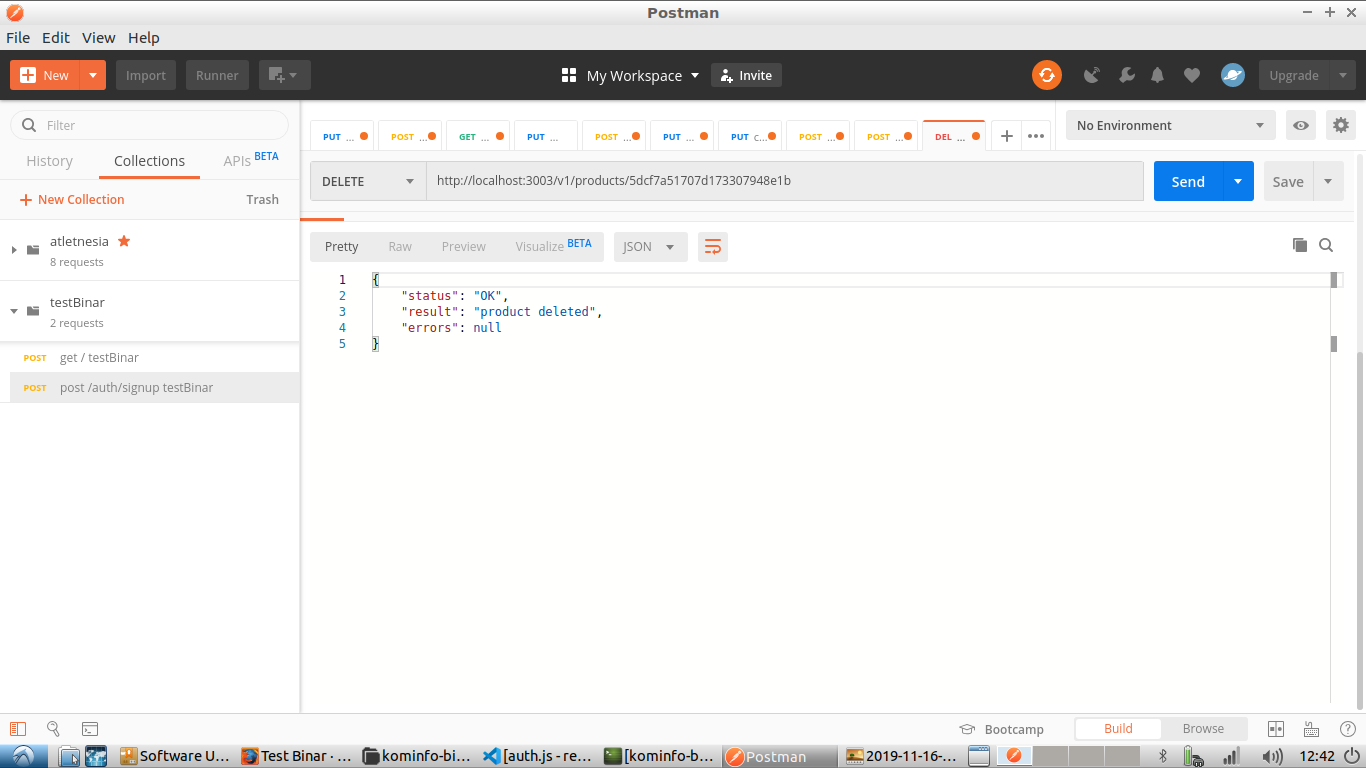 Postman
File Edit View Help
New Import Runner My Workspace Invite Upgrade
Filter
History Collections APIs BETA
New Collection Trash
atletnesia
8 requests
testBinar
2 requests
POST get / testBinar
POST post /auth/signup testBinar
PUT ... POST ... GET ... PUT ... POST ... PUT ... PUT c... POST ... POST ... DEL ...
No Environment
DELETE http://localhost:3003/v1/products/5dcf7a51707d173307948e1b Send Save
Pretty Raw Preview Visualize BETA JSON
1 {
2 "status": "OK",
3 "result": "product deleted",
4 "errors": null
5 }
Bootcamp Build Browse
Software U... Test Binar · ... kominfo-bi... [auth.js - re... [kominfo-b... Postman 2019-11-16-... 12:42